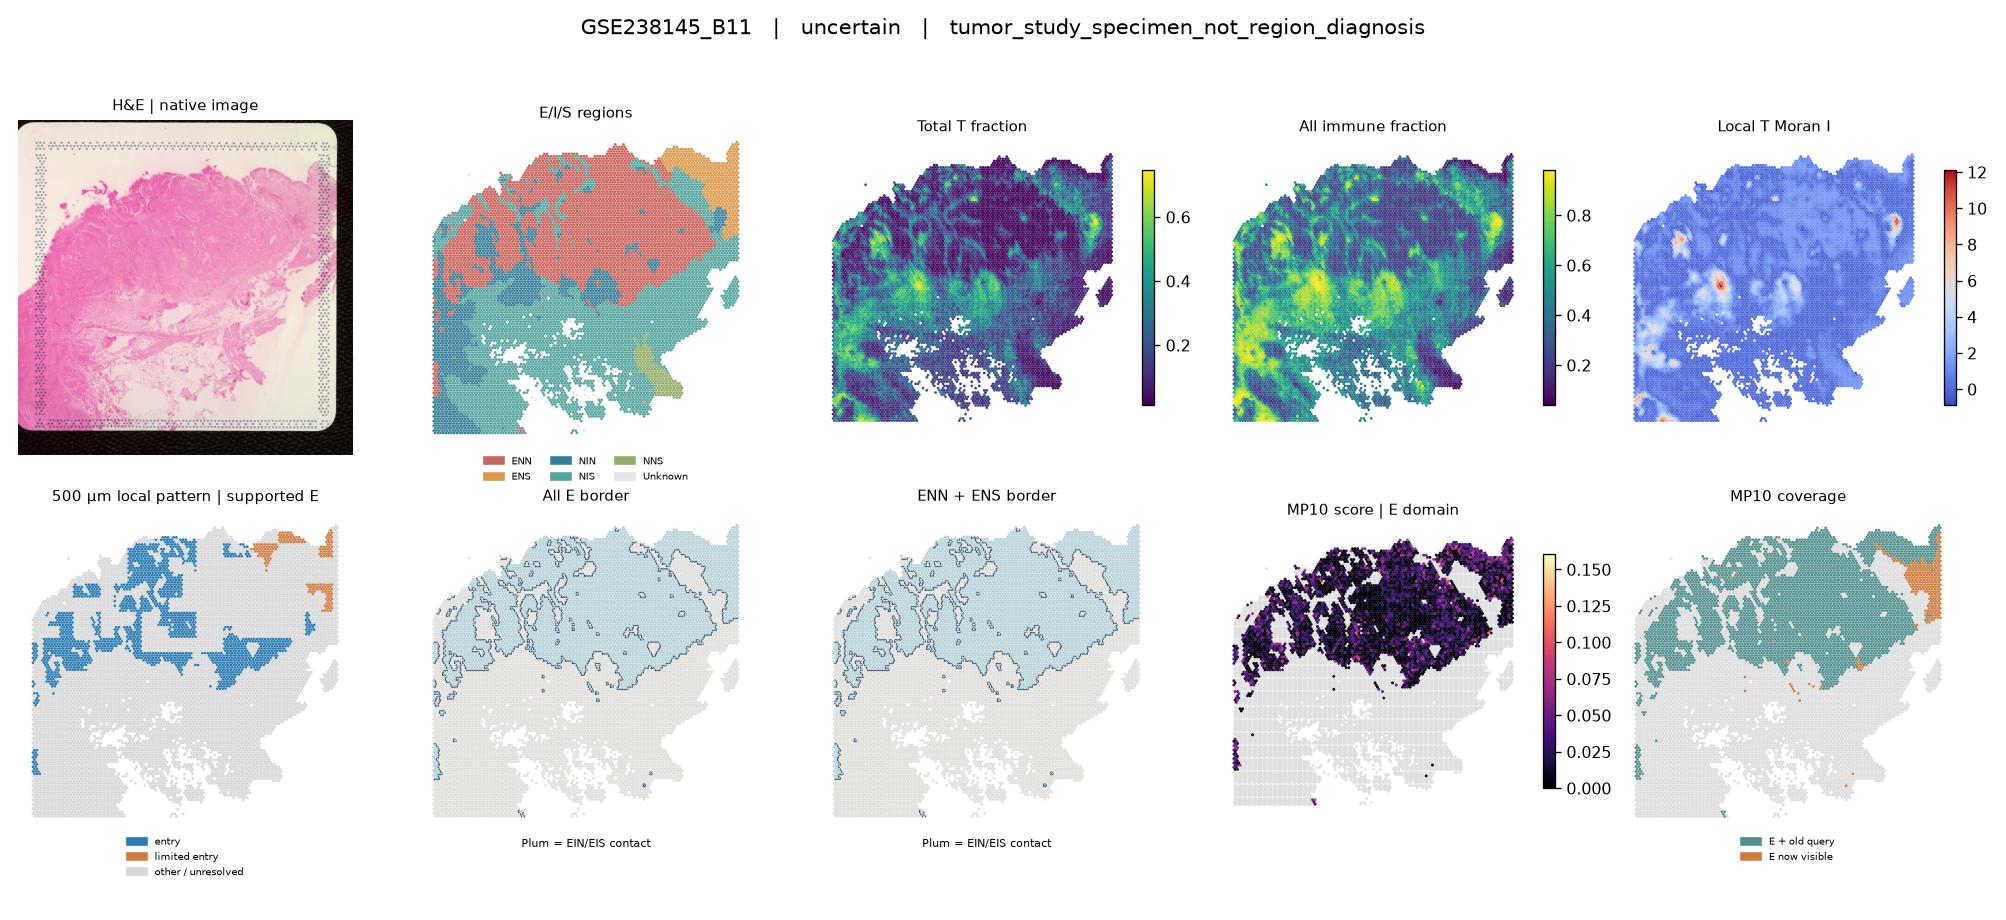 GSE238145_B11 | uncertain | tumor_study_specimen_not_region_diagnosis
H&E | native image
E/I/S regions
Total T fraction
All immune fraction
Local T Moran I
0.6
0.4
0.2
0.8
0.6
0.4
0.2
12
10
8
6
4
2
0
ENN
NIN
NNS
ENS
NIS
Unknown
500 µm local pattern | supported E
All E border
ENN + ENS border
MP10 score | E domain
MP10 coverage
0.150
0.125
0.100
0.075
0.050
0.025
0.000
entry
limited entry
other / unresolved
Plum = EIN/EIS contact
Plum = EIN/EIS contact
E + old query
E now visible